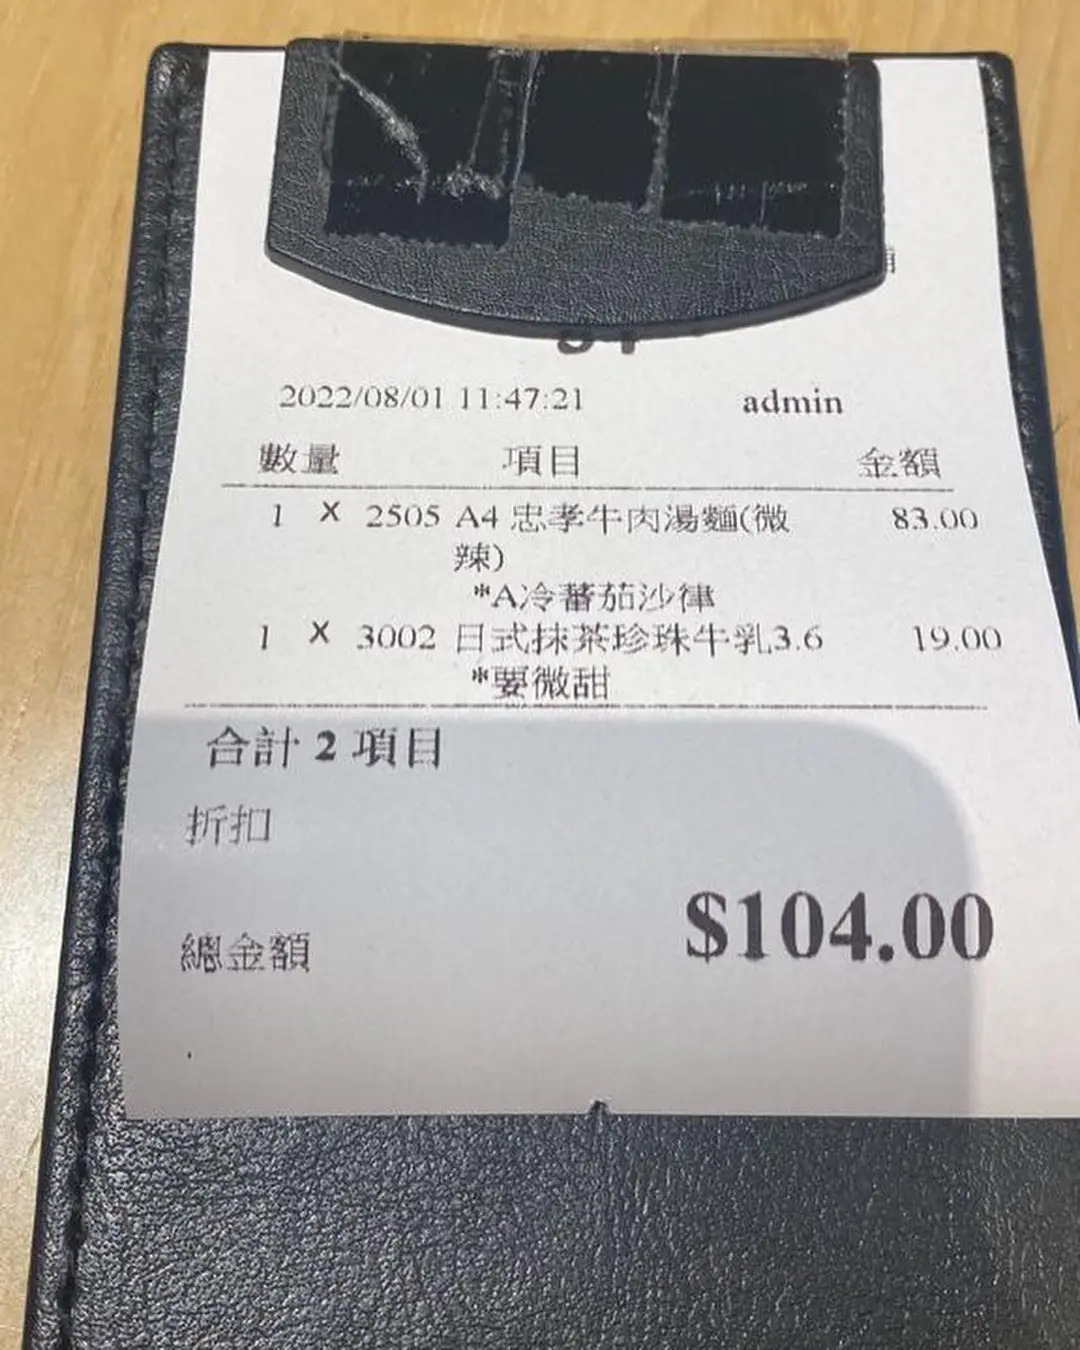 2022/08/01 11:47:21 admin
數量 項目 金額
1 X 2505 A4 忠孝牛肉湯麵(微 83.00
辣)
*A冷蕃茄沙律
1 X 3002 日式抹茶珍珠牛乳3.6 19.00
*要微甜
合計 2 項目
折扣
總金額 $104.00